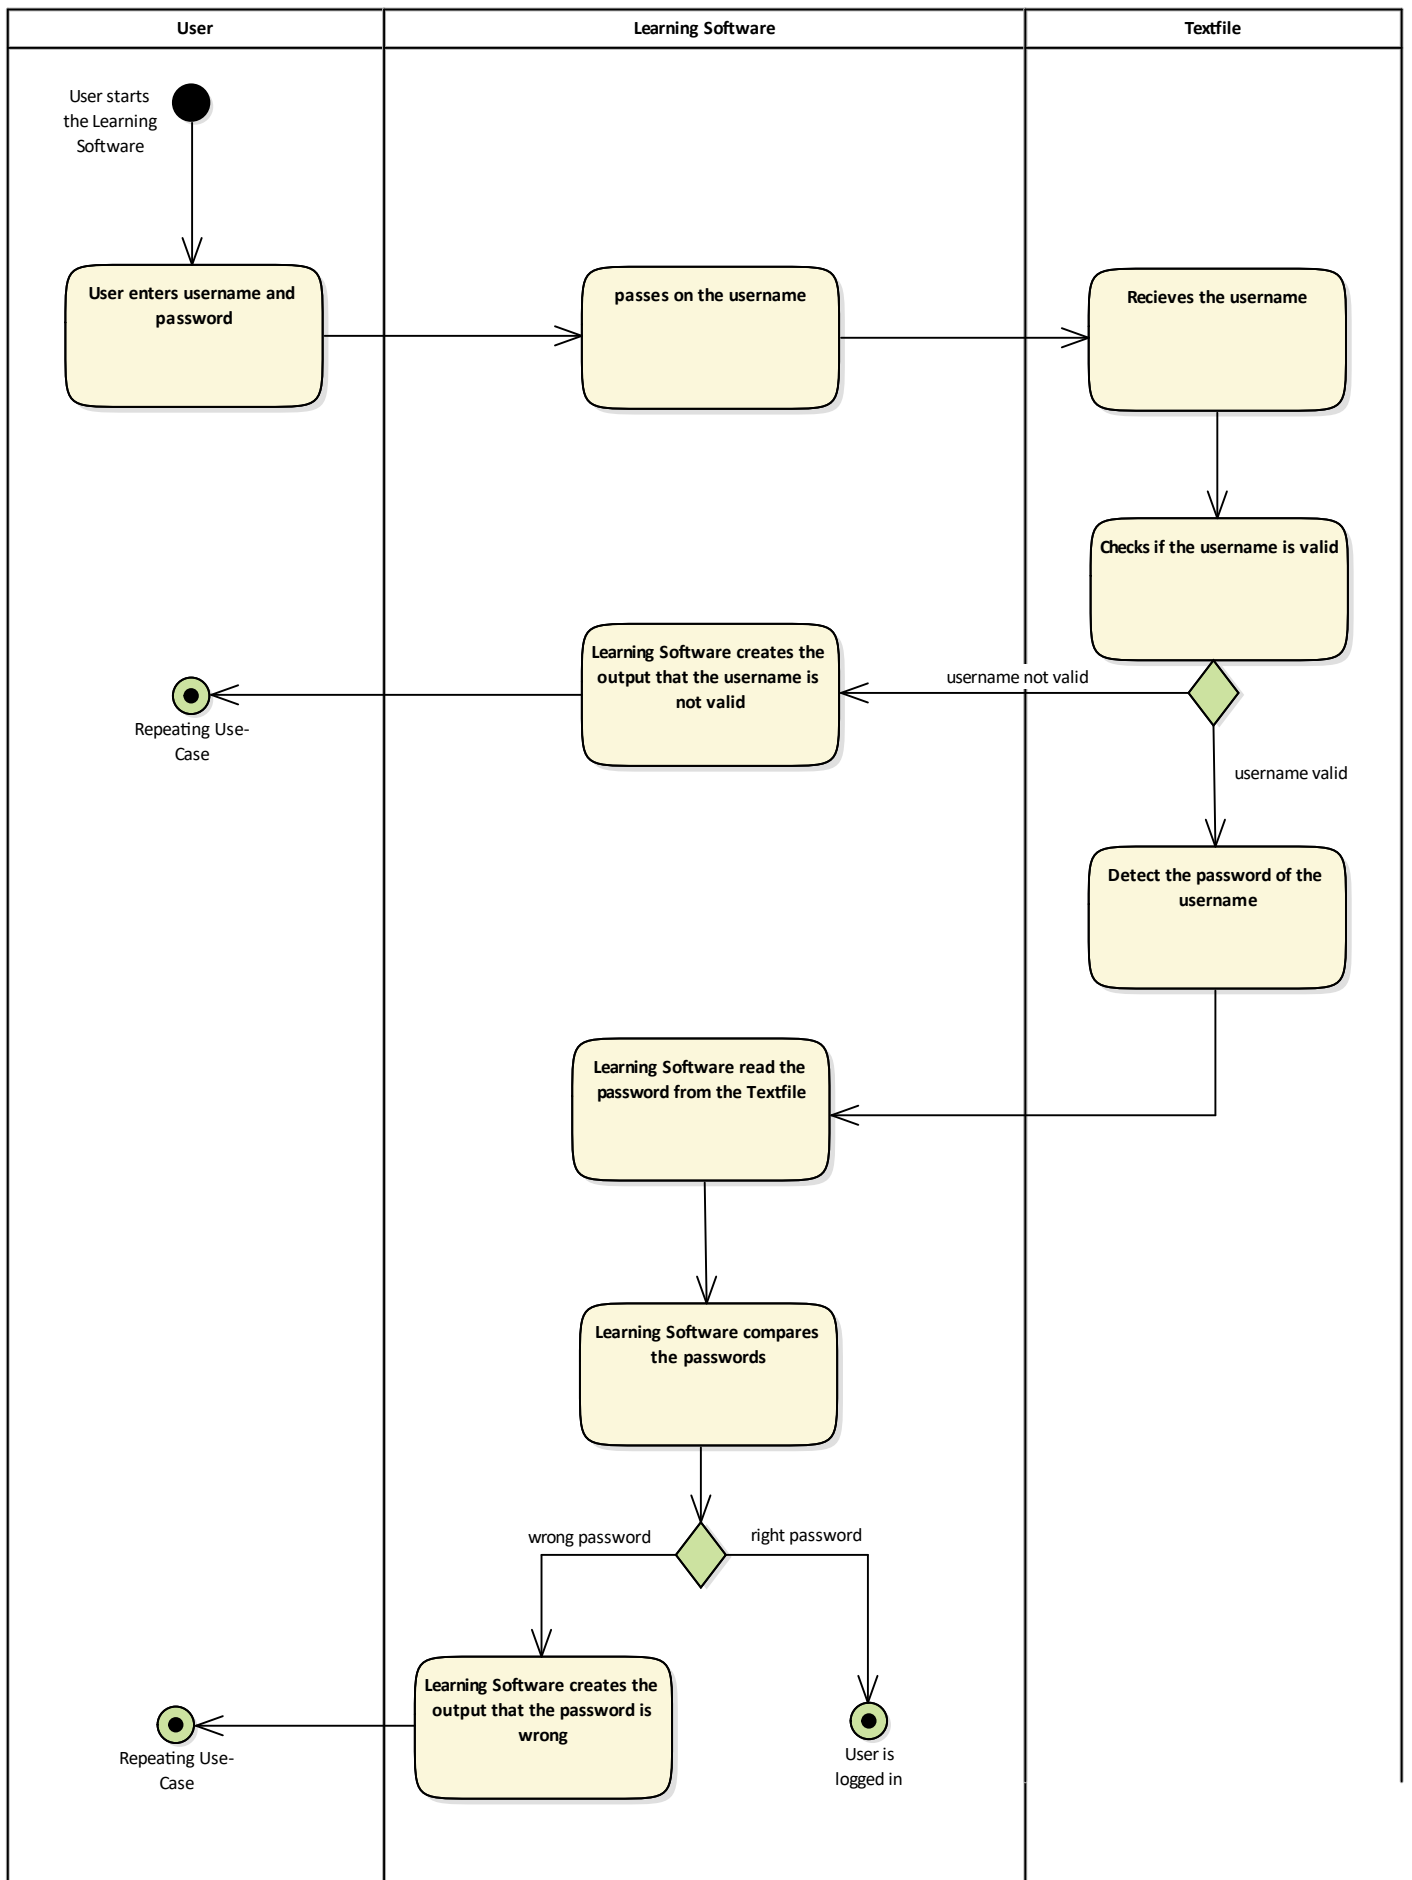 User
Learning Software
Textfile
User starts
the Learning
Software
User enters username and
password
passes on the username
Recieves the username
Checks if the username is valid
Learning Software creates the
output that the username is
not valid
username not valid
Repeating Use-
Case
username valid
Detect the password of the
username
Learning Software read the
password from the Textfile
Learning Software compares
the passwords
wrong password
right password
Learning Software creates the
output that the password is
wrong
Repeating Use-
Case
User is
logged in